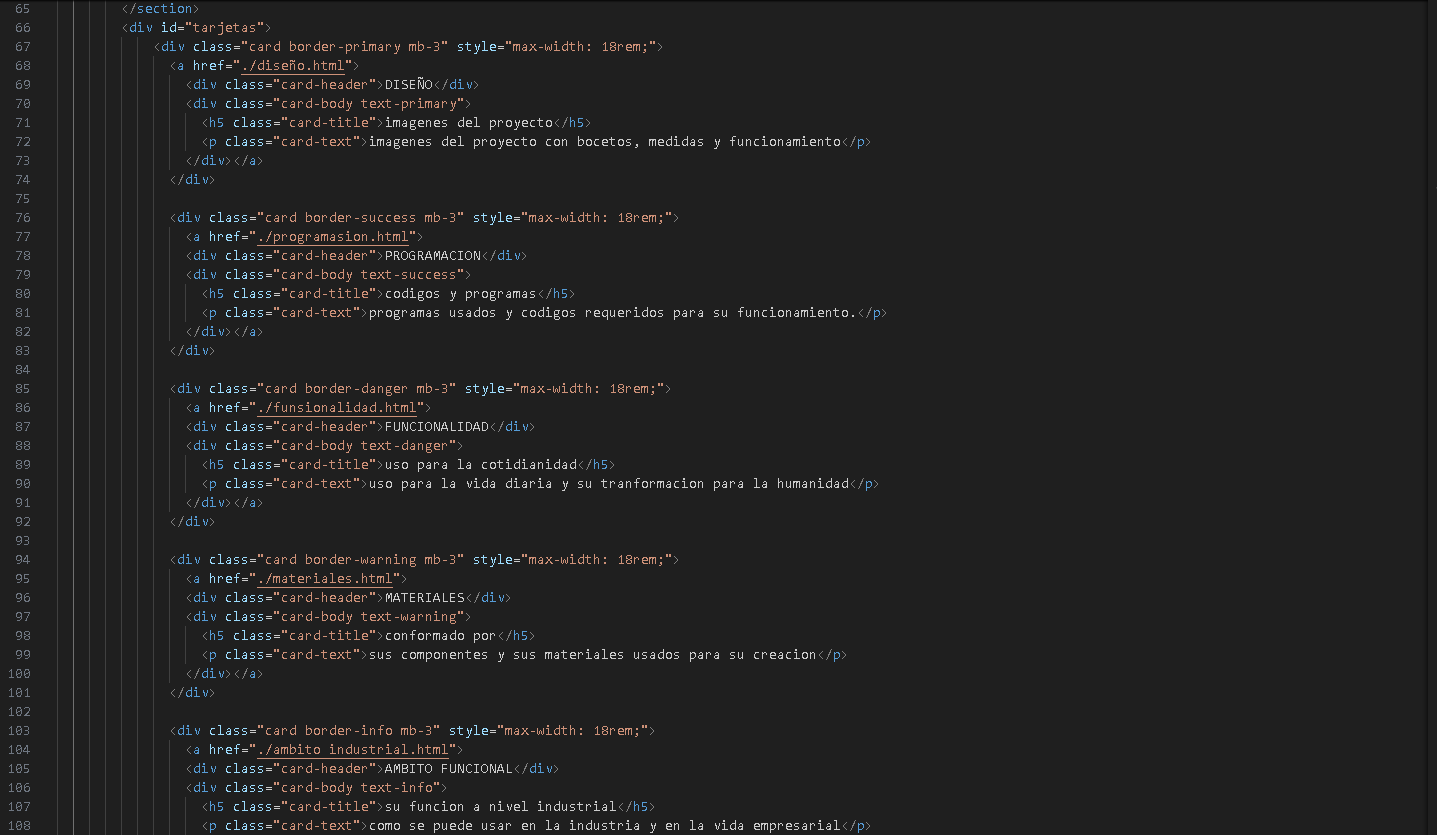 65 </section>
66 <div id="tarjetas">
67 <div class="card border-primary mb-3" style="max-width: 18rem;">
68 <a href="./diseño.html">
69 <div class="card-header">DISEÑO</div>
70 <div class="card-body text-primary">
71 <h5 class="card-title">imagenes del proyecto</h5>
72 <p class="card-text">imagenes del proyecto con bocetos, medidas y funcionamiento</p>
73 </div></a>
74 </div>
75
76 <div class="card border-success mb-3" style="max-width: 18rem;">
77 <a href="./programasion.html">
78 <div class="card-header">PROGRAMACION</div>
79 <div class="card-body text-success">
80 <h5 class="card-title">codigos y programas</h5>
81 <p class="card-text">programas usados y codigos requeridos para su funcionamiento.</p>
82 </div></a>
83 </div>
84
85 <div class="card border-danger mb-3" style="max-width: 18rem;">
86 <a href="./funsionalidad.html">
87 <div class="card-header">FUNCIONALIDAD</div>
88 <div class="card-body text-danger">
89 <h5 class="card-title">uso para la cotidianidad</h5>
90 <p class="card-text">uso para la vida diaria y su tranformacion para la humanidad</p>
91 </div></a>
92 </div>
93
94 <div class="card border-warning mb-3" style="max-width: 18rem;">
95 <a href="./materiales.html">
96 <div class="card-header">MATERIALES</div>
97 <div class="card-body text-warning">
98 <h5 class="card-title">conformado por</h5>
99 <p class="card-text">sus componentes y sus materiales usados para su creacion</p>
100 </div></a>
101 </div>
102
103 <div class="card border-info mb-3" style="max-width: 18rem;">
104 <a href="./ambito_industrial.html">
105 <div class="card-header">AMBITO FUNCIONAL</div>
106 <div class="card-body text-info">
107 <h5 class="card-title">su funcion a nivel industrial</h5>
108 <p class="card-text">como se puede usar en la industria y en la vida empresarial</p>